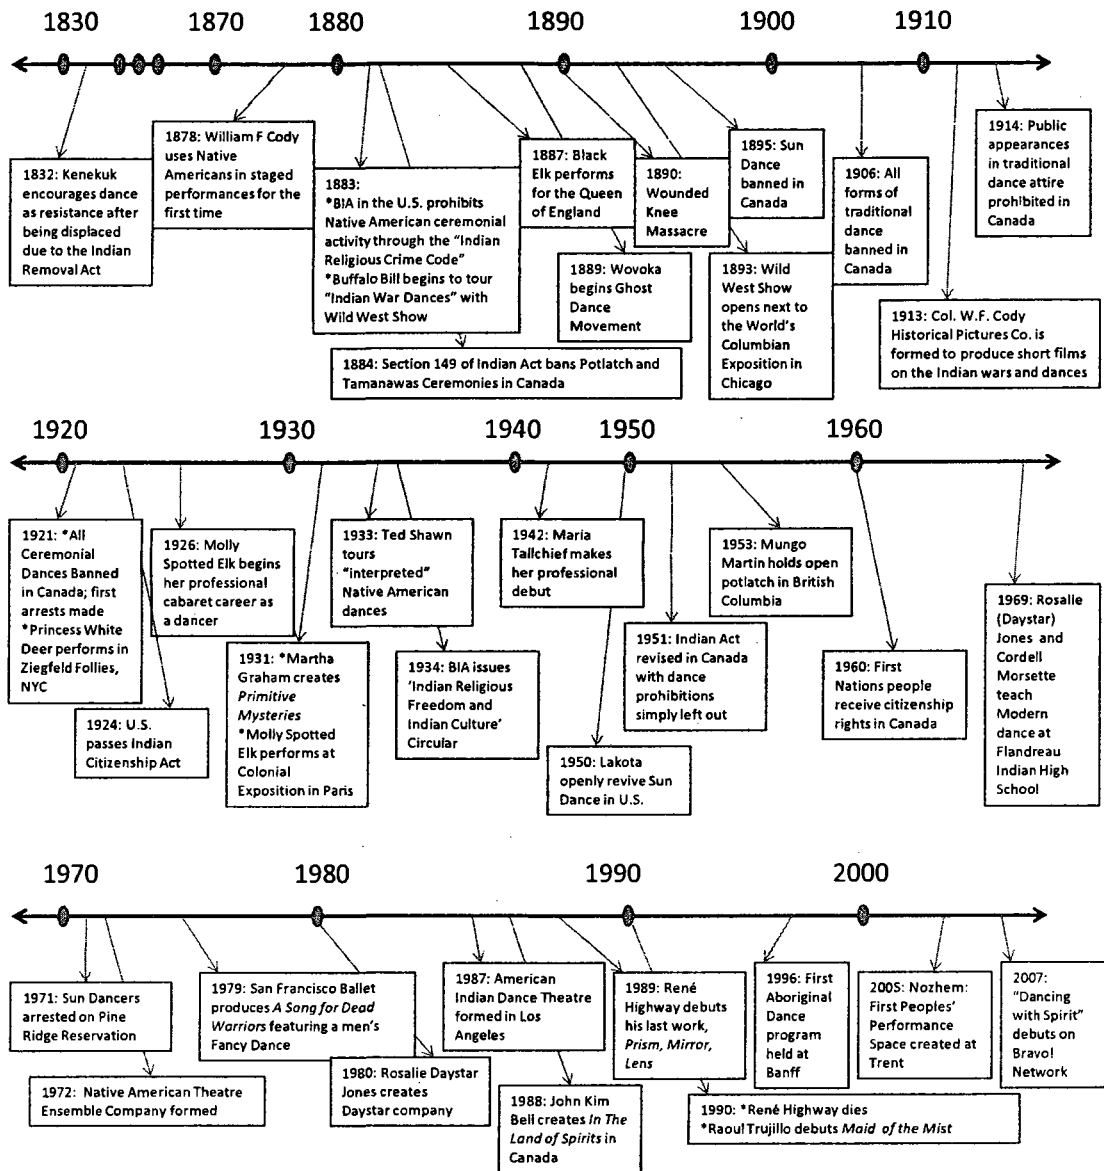 1830
1870
1880
1890
1900
1910
1832: Kenekuk
encourages dance
as resistance after
being displaced
due to the Indian
Removal Act
1878: William F Cody
uses Native
Americans in staged
performances for the
first time
1883:
*BIA in the U.S. prohibits
Native American ceremonial
activity through the "Indian
Religious Crime Code"
*Buffalo Bill begins to tour
"Indian War Dances" with
Wild West Show
1884: Section 149 of Indian Act bans Potlatch and
Tamanawas Ceremonies in Canada
1887: Black
Elk performs
for the Queen
of England
1889: Wovoka
begins Ghost
Dance
Movement
1890:
Wounded
Knee
Massacre
1893: Wild
West Show
opens next to
the World's
Columbian
Exposition in
Chicago
1895: Sun
Dance
banned in
Canada
1906: All
forms of
traditional
dance
banned in
Canada
1913: Col. W.F. Cody
Historical Pictures Co. is
formed to produce short films
on the Indian wars and dances
1914: Public
appearances
in traditional
dance attire
prohibited in
Canada
1920
1930
1940
1950
1960
1921: *All
Ceremonial
Dances Banned
in Canada; first
arrests made
*Princess White
Deer performs in
Ziegfeld Follies,
NYC
1924: U.S.
passes Indian
Citizenship Act
1926: Molly
Spotted Elk begins
her professional
cabaret career as
a dancer
1931: *Martha
Graham creates
Primitive
Mysteries
*Molly Spotted
Elk performs at
Colonial
Exposition in Paris
1933: Ted Shawn
tours
"interpreted"
Native American
dances
1934: BIA issues
'Indian Religious
Freedom and
Indian Culture'
Circular
1942: Maria
Tallchief makes
her professional
debut
1950: Lakota
openly revive Sun
Dance in U.S.
1951: Indian Act
revised in Canada
with dance
prohibitions
simply left out
1953: Mungo
Martin holds open
potlatch in British
Columbia
1960: First
Nations people
receive citizenship
rights in Canada
1969: Rosalie
(Daystar)
Jones and
Cordell
Morsette
teach
Modern
dance at
Flandreau
Indian High
School
1970
1980
1990
2000
1971: Sun Dancers
arrested on Pine
Ridge Reservation
1972: Native American Theatre
Ensemble Company formed
1979: San Francisco Ballet
produces A Song for Dead
Warriors featuring a men's
Fancy Dance
1980: Rosalie Daystar
Jones creates
Daystar company
1987: American
Indian Dance Theatre
formed in Los
Angeles
1988: John Kim
Bell creates In The
Land of Spirits in
Canada
1989: René
Highway debuts
his last work,
Prism, Mirror,
Lens
1990: *René Highway dies
*Raoul Trujillo debuts Maid of the Mist
1996: First
Aboriginal
Dance
program
held at
Banff
2005: Nozhem:
First Peoples'
Performance
Space created at
Trent
2007:
"Dancing
with Spirit"
debuts on
Bravo!
Network